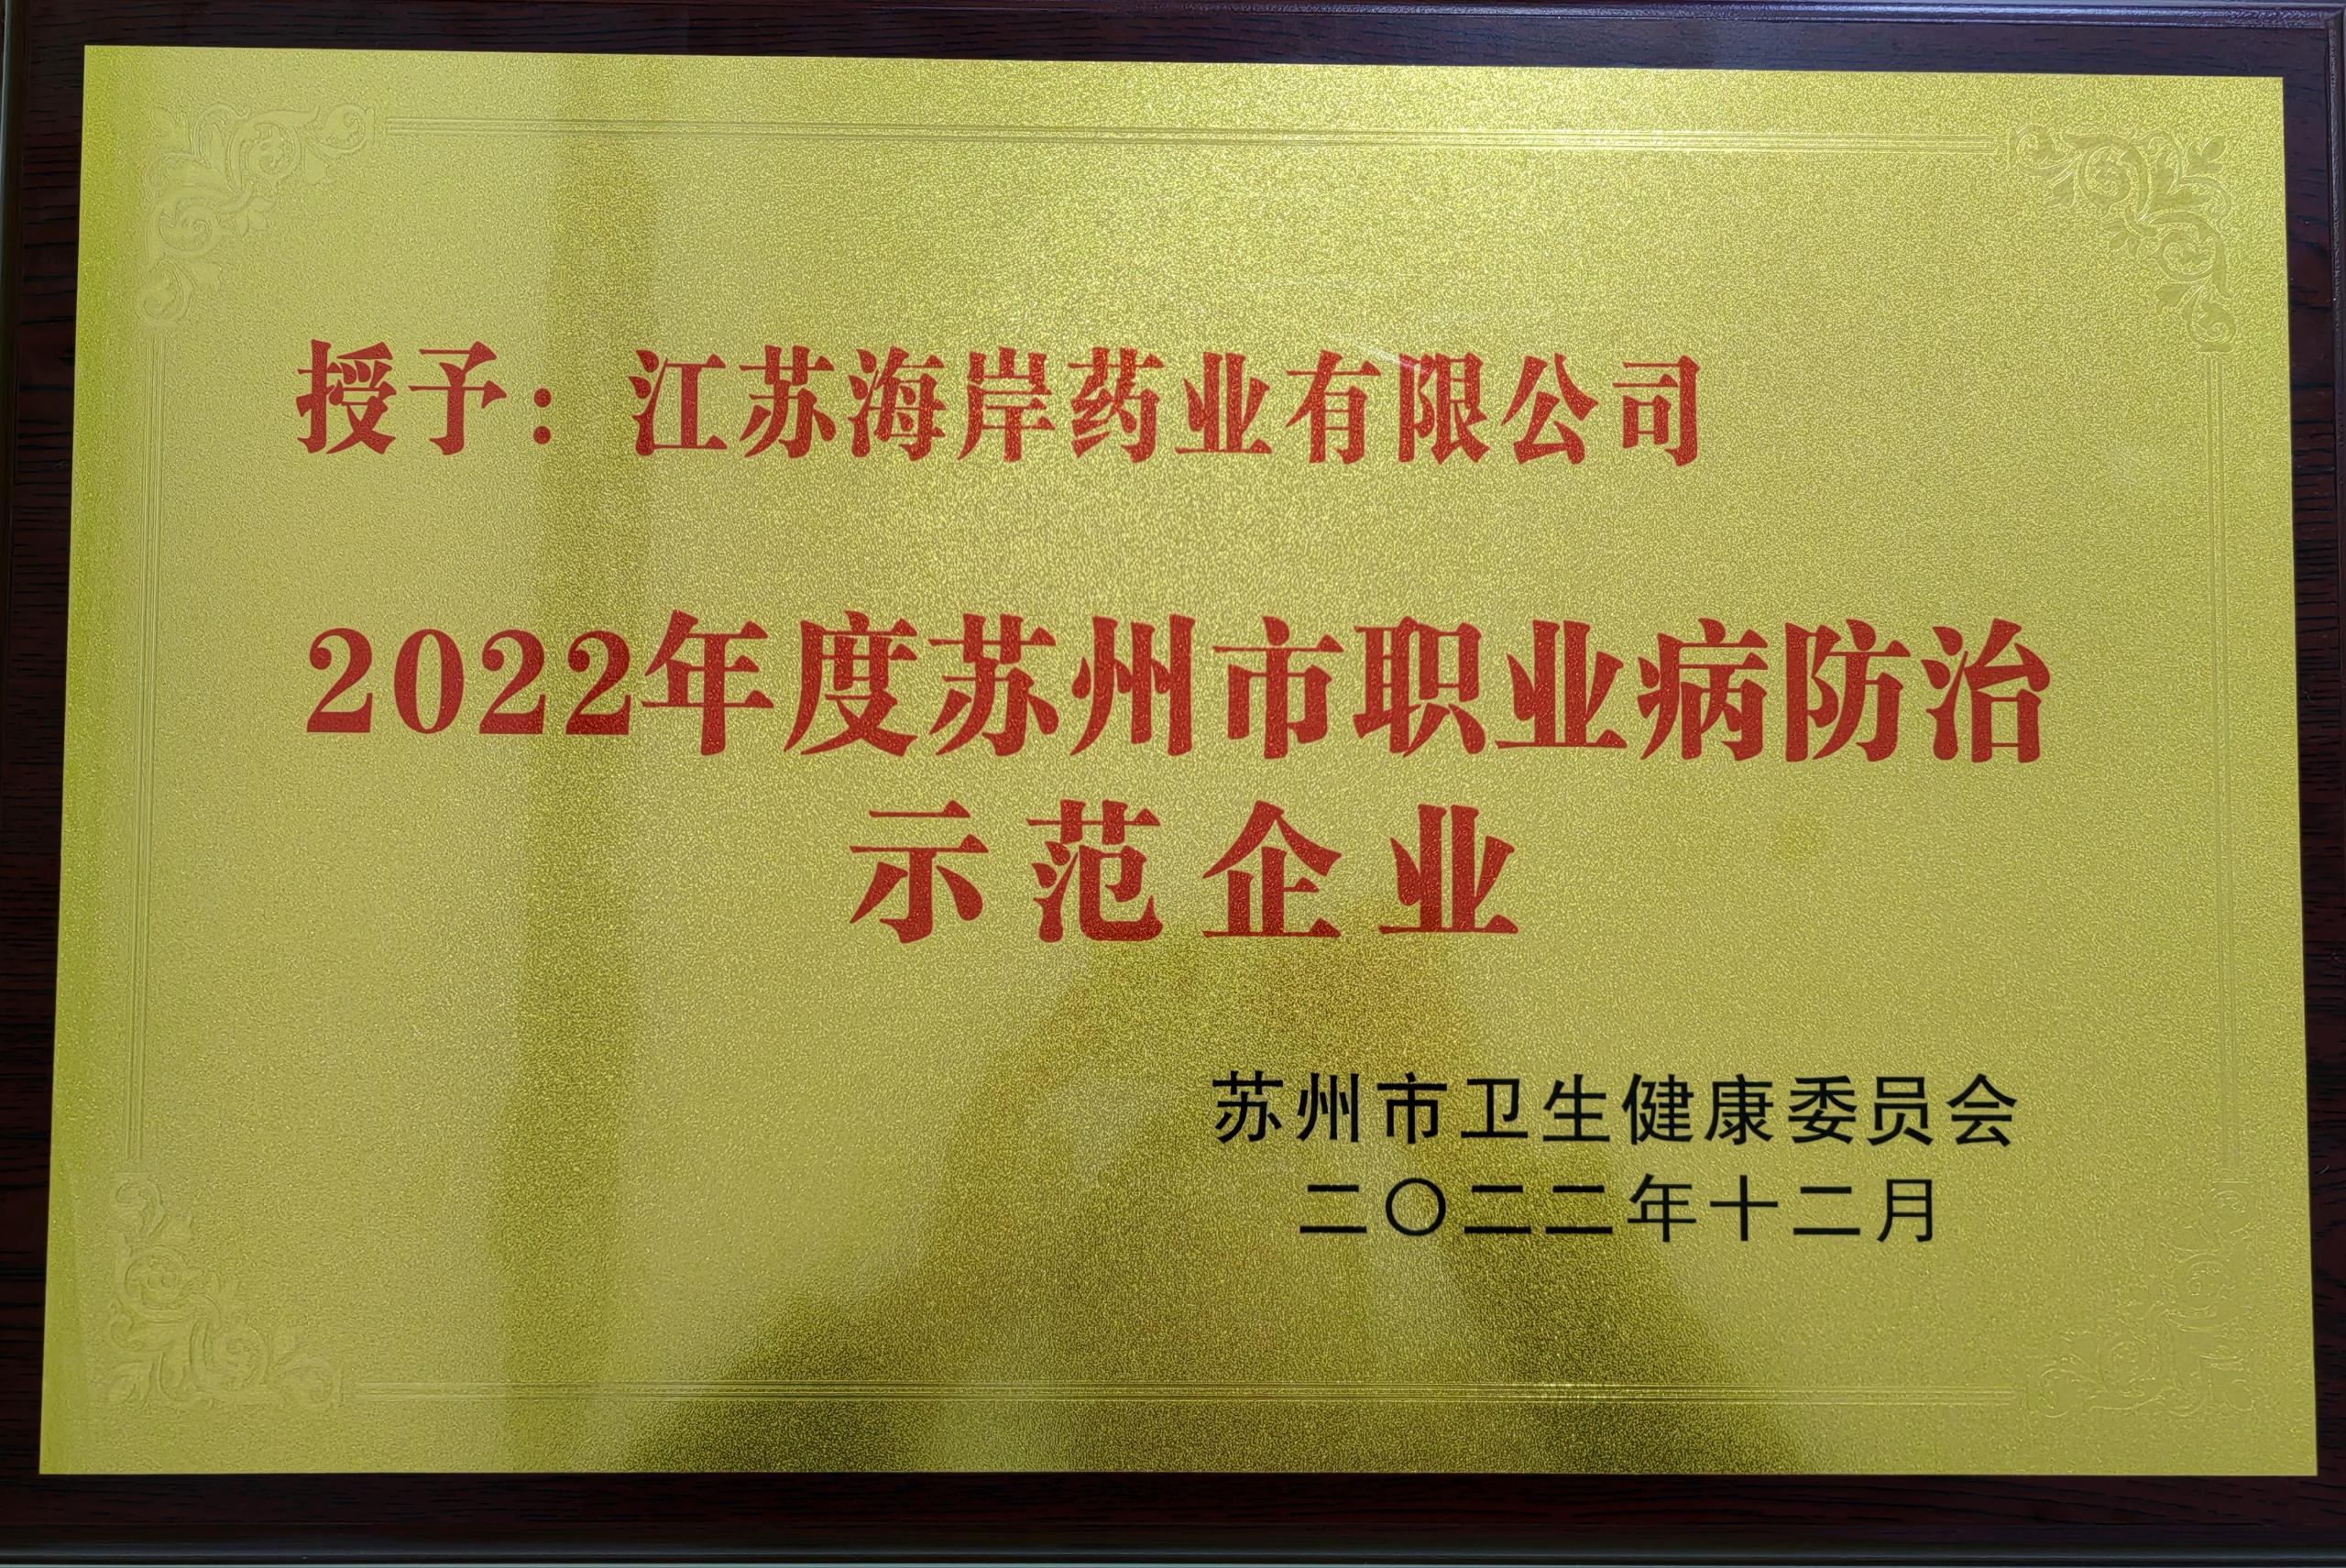 授予：江苏海岸药业有限公司
2022年度苏州市职业病防治
示范企业
苏州市卫生健康委员会
二〇二二年十二月